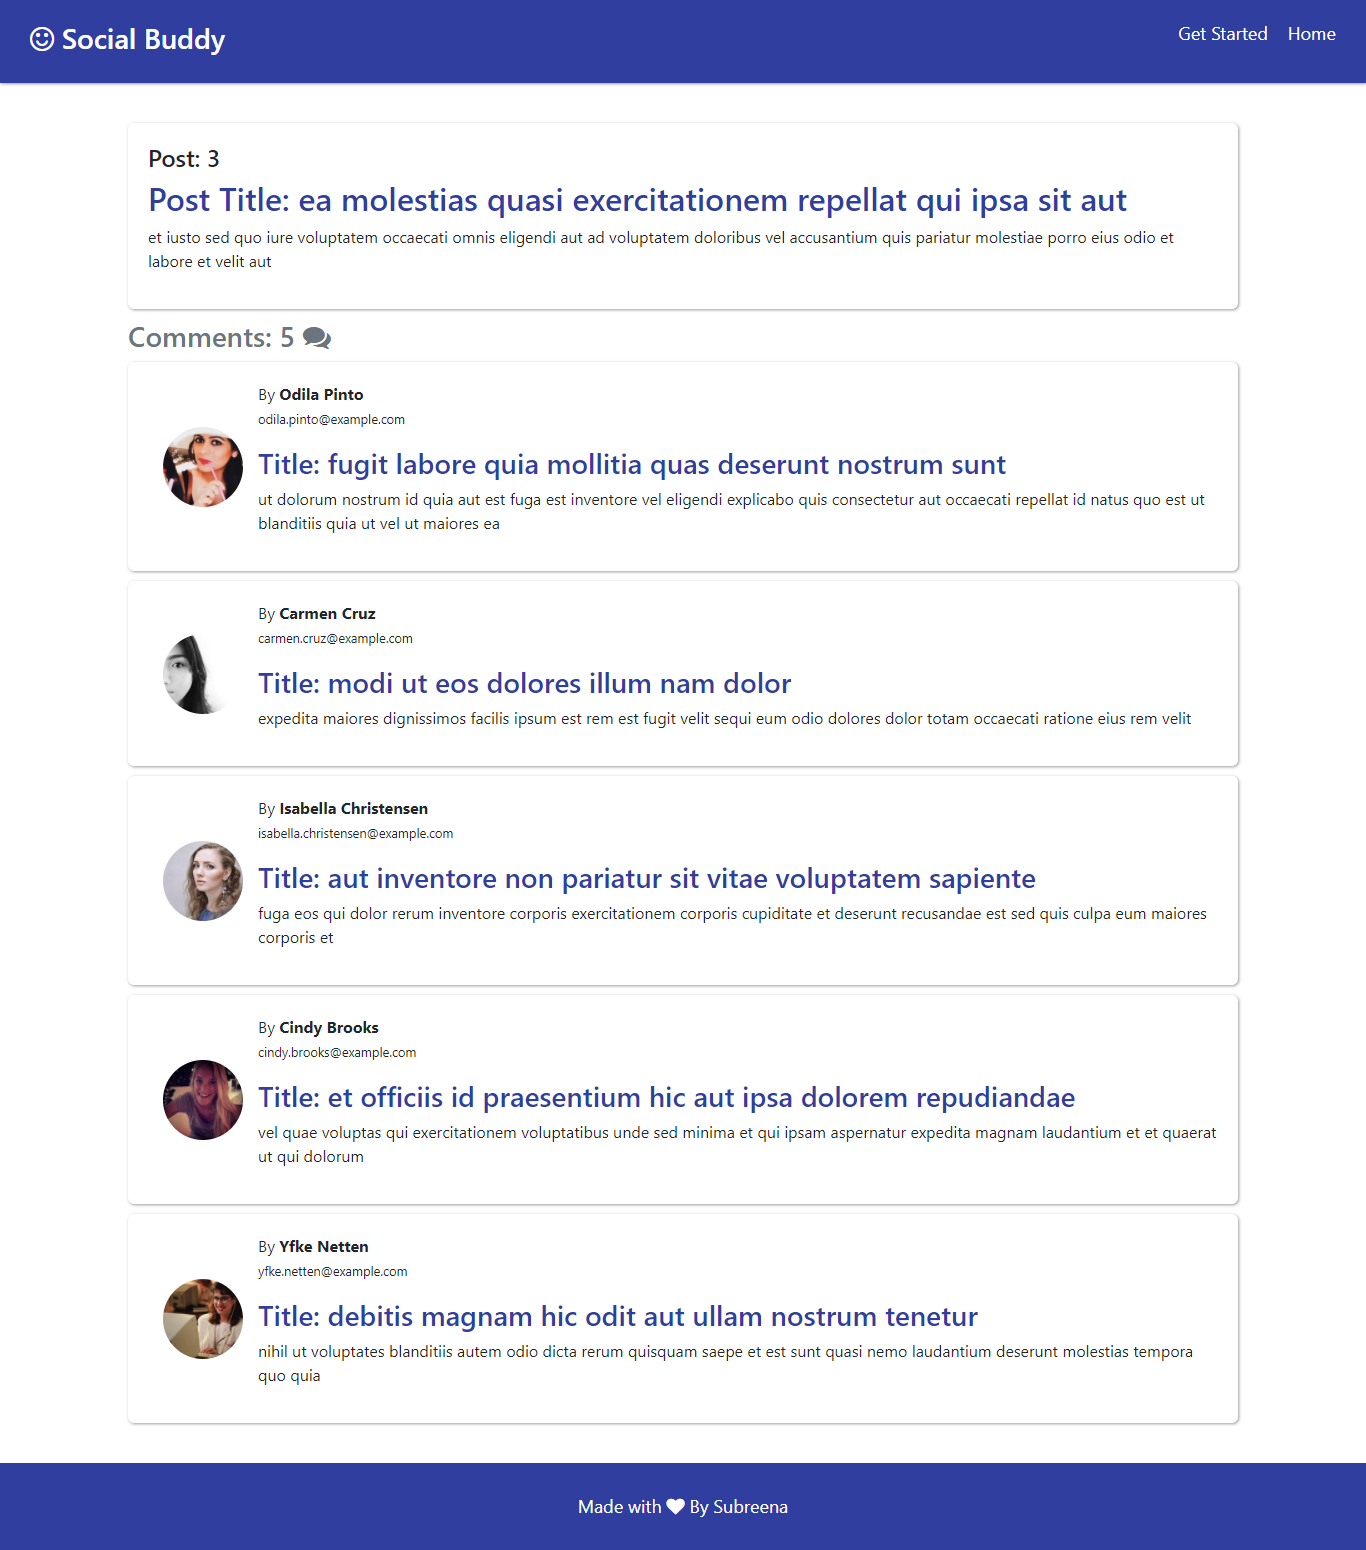 Social Buddy
Get Started Home
Post: 3
Post Title: ea molestias quasi exercitationem repellat qui ipsa sit aut
et iusto sed quo iure voluptatem occaecati omnis eligendi aut ad voluptatem doloribus vel accusantium quis pariatur molestiae porro eius odio et
labore et velit aut
Comments: 5
By Odila Pinto
odila.pinto@example.com
Title: fugit labore quia mollitia quas deserunt nostrum sunt
ut dolorum nostrum id quia aut est fuga est inventore vel eligendi explicabo quis consectetur aut occaecati repellat id natus quo est ut
blanditiis quia ut vel ut maiores ea
By Carmen Cruz
carmen.cruz@example.com
Title: modi ut eos dolores illum nam dolor
expedita maiores dignissimos facilis ipsum est rem est fugit velit sequi eum odio dolores dolor totam occaecati ratione eius rem velit
By Isabella Christensen
isabella.christensen@example.com
Title: aut inventore non pariatur sit vitae voluptatem sapiente
fuga eos qui dolor rerum inventore corporis exercitationem corporis cupiditate et deserunt recusandae est sed quis culpa eum maiores
corporis et
By Cindy Brooks
cindy.brooks@example.com
Title: et officiis id praesentium hic aut ipsa dolorem repudiandae
vel quae voluptas qui exercitationem voluptatibus unde sed minima et qui ipsam aspernatur expedita magnam laudantium et et quaerat
ut qui dolorum
By Yfke Netten
yfke.netten@example.com
Title: debitis magnam hic odit aut ullam nostrum tenetur
nihil ut voluptates blanditiis autem odio dicta rerum quisquam saepe et est sunt quasi nemo laudantium deserunt molestias tempora
quo quia
Made with By Subreena